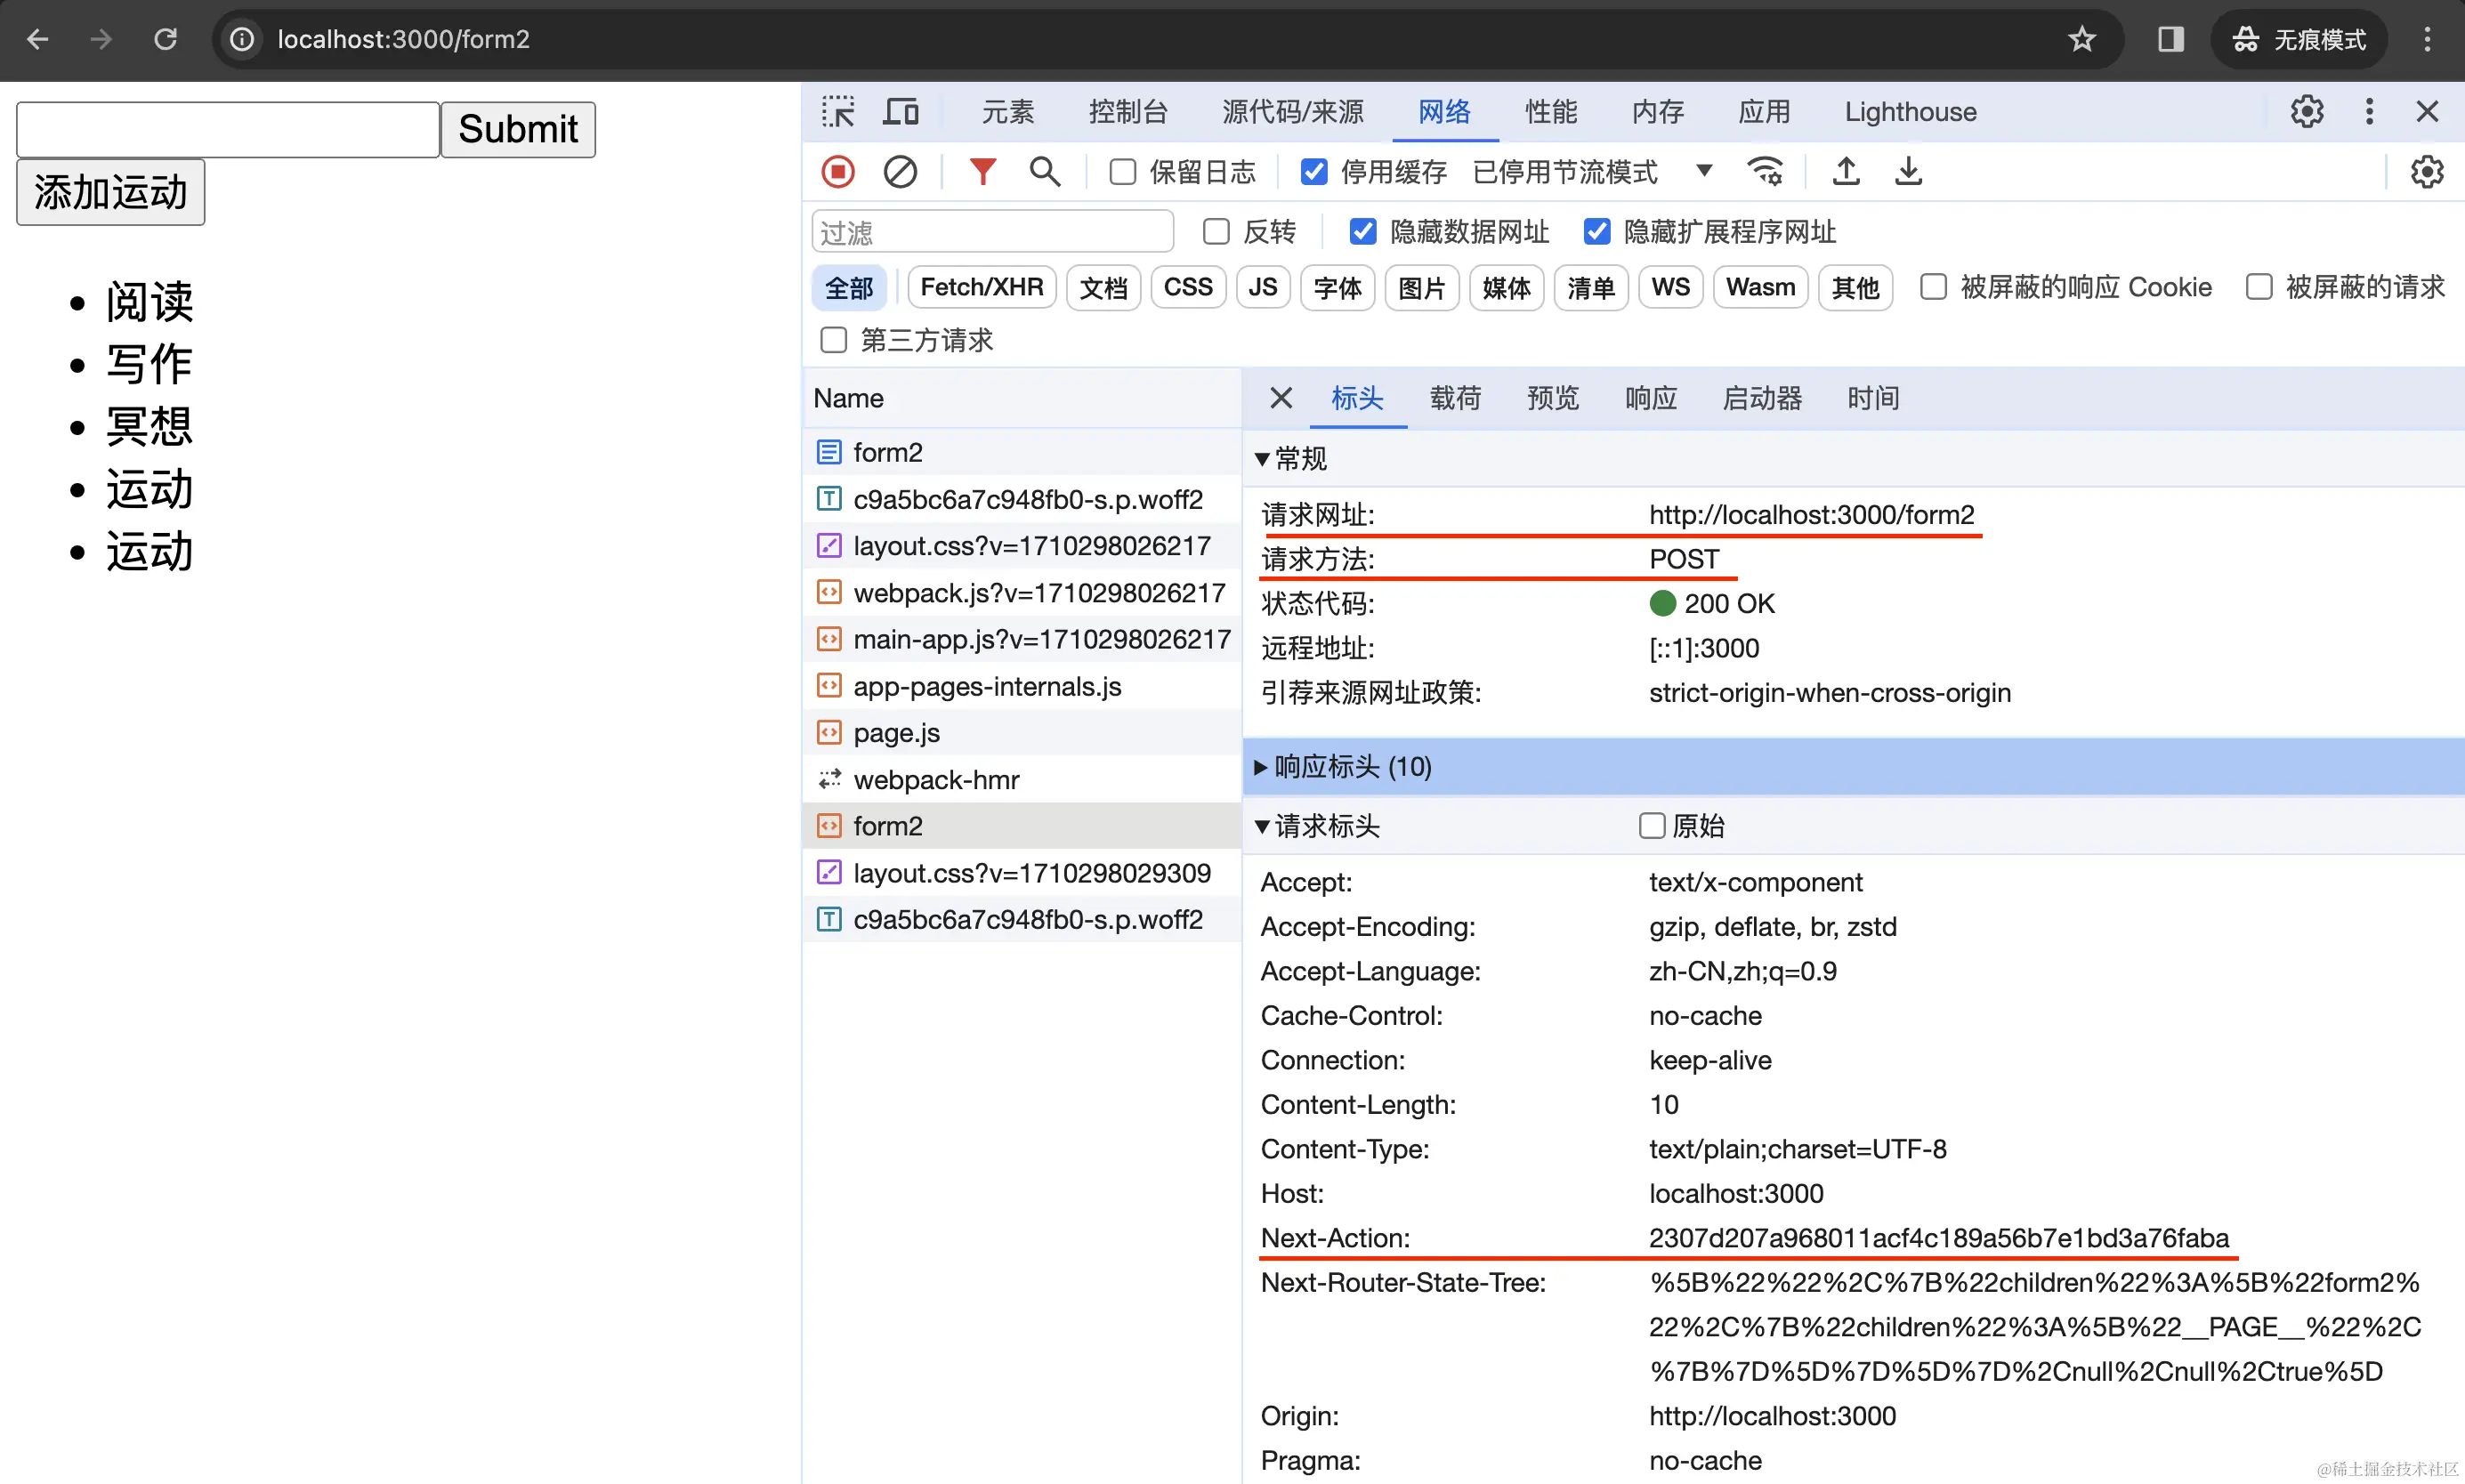 localhost:3000/form2
无痕模式
Submit
添加运动
阅读
写作
冥想
运动
运动
元素 控制台 源代码/来源 网络 性能 内存 应用 Lighthouse
保留日志 停用缓存 已停用节流模式
过滤 反转 隐藏数据网址 隐藏扩展程序网址
全部 Fetch/XHR 文档 CSS JS 字体 图片 媒体 清单 WS Wasm 其他 被屏蔽的响应 Cookie 被屏蔽的请求
第三方请求
Name
form2
c9a5bc6a7c948fb0-s.p.woff2
layout.css?v=1710298026217
webpack.js?v=1710298026217
main-app.js?v=1710298026217
app-pages-internals.js
page.js
webpack-hmr
form2
layout.css?v=1710298029309
c9a5bc6a7c948fb0-s.p.woff2
标头 载荷 预览 响应 启动器 时间
常规
请求网址: http://localhost:3000/form2
请求方法: POST
状态代码: 200 OK
远程地址: [::1]:3000
引荐来源网址政策: strict-origin-when-cross-origin
响应标头 (10)
请求标头 原始
Accept: text/x-component
Accept-Encoding: gzip, deflate, br, zstd
Accept-Language: zh-CN,zh;q=0.9
Cache-Control: no-cache
Connection: keep-alive
Content-Length: 10
Content-Type: text/plain;charset=UTF-8
Host: localhost:3000
Next-Action: 2307d207a968011acf4c189a56b7e1bd3a76faba
Next-Router-State-Tree: %5B%22%22%2C%7B%22children%22%3A%5B%22form2%
22%2C%7B%22children%22%3A%5B%22__PAGE__%22%2C
%7B%7D%5D%7D%5D%7D%2Cnull%2Cnull%2Ctrue%5D
Origin: http://localhost:3000
Pragma: no-cache
@稀土掘金技术社区